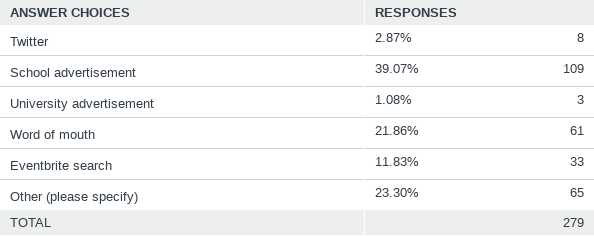 ANSWER CHOICES RESPONSES
Twitter 2.87% 8
School advertisement 39.07% 109
University advertisement 1.08% 3
Word of mouth 21.86% 61
Eventbrite search 11.83% 33
Other (please specify) 23.30% 65
TOTAL 279